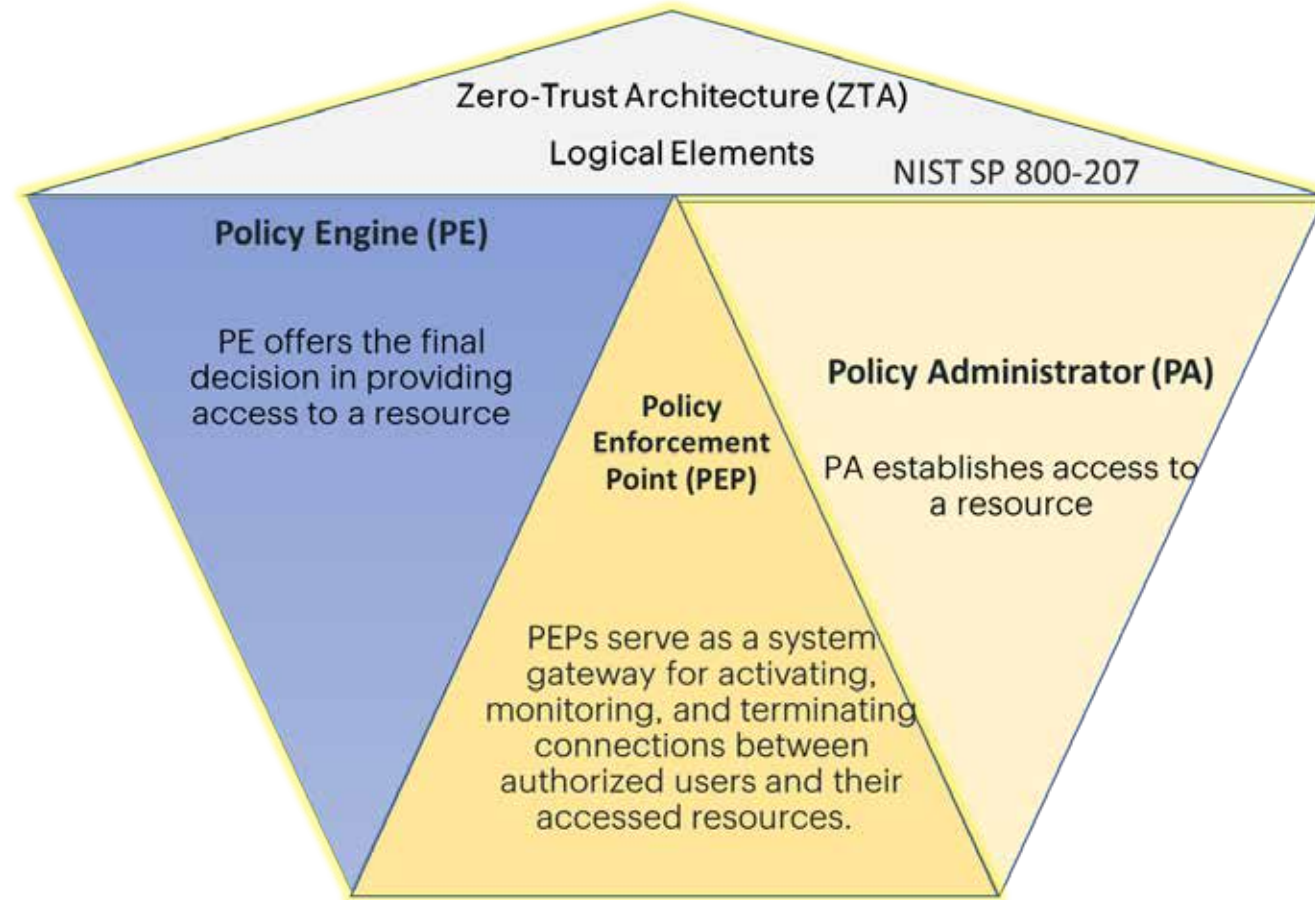 Zero-Trust Architecture (ZTA)
Logical Elements
NIST SP 800-207
Policy Engine (PE)
PE offers the final
decision in providing
access to a resource
Policy
Enforcement
Point (PEP)
PEPs serve as a system
gateway for activating,
monitoring, and terminating
connections between
authorized users and their
accessed resources.
Policy Administrator (PA)
PA establishes access to
a resource